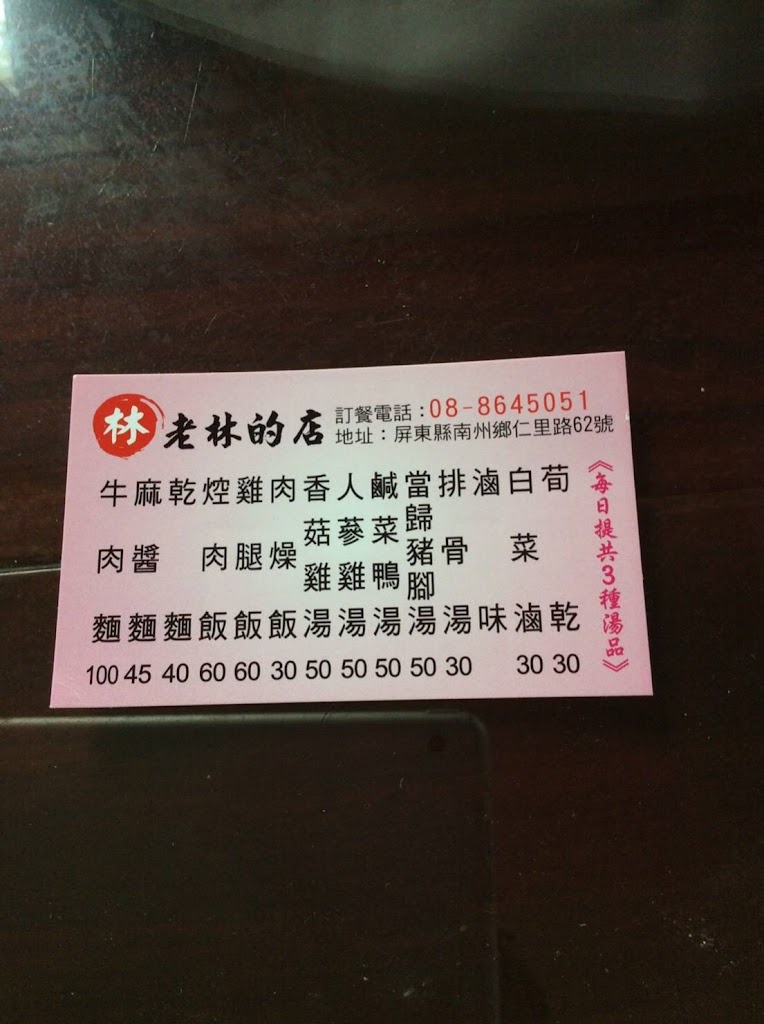 林 老林的店
訂餐電話：08-8645051
地址：屏東縣南州鄉仁里路62號
牛肉麵 100
麻醬麵 45
乾麵 40
焢肉飯 60
雞腿飯 60
肉燥飯 30
香菇雞湯 50
人蔘雞湯 50
鹹菜鴨湯 50
當歸豬腳湯 50
排骨湯 30
滷味
白菜滷 30
荀乾 30
《每日提共3種湯品》